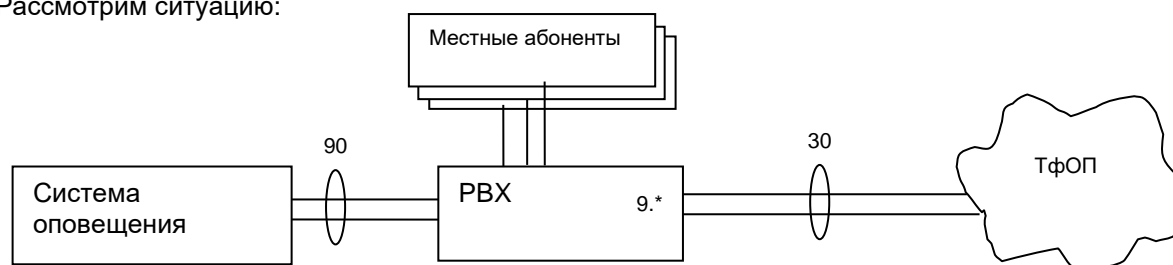 Рассмотрим ситуацию:
Местные абоненты
90
30
ТфОП
Система
оповещения
PBX
9.*